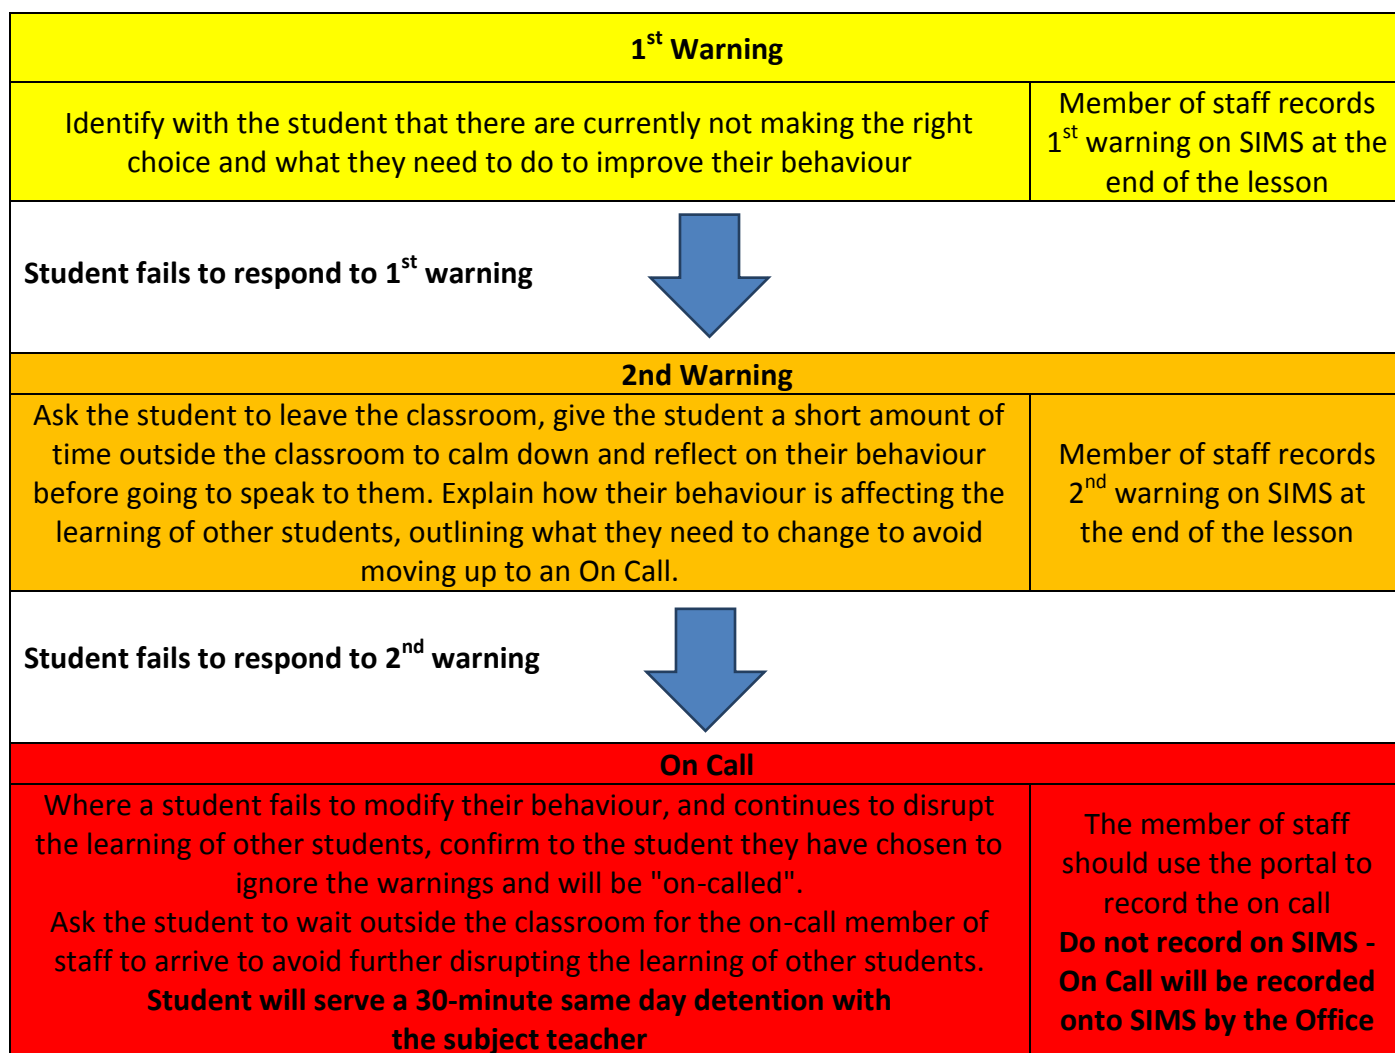 1st Warning
Identify with the student that there are currently not making the right
choice and what they need to do to improve their behaviour
Member of staff records
1st warning on SIMS at the
end of the lesson
Student fails to respond to 1st warning
2nd Warning
Ask the student to leave the classroom, give the student a short amount of
time outside the classroom to calm down and reflect on their behaviour
before going to speak to them. Explain how their behaviour is affecting the
learning of other students, outlining what they need to change to avoid
moving up to an On Call.
Member of staff records
2nd warning on SIMS at
the end of the lesson
Student fails to respond to 2nd warning
On Call
Where a student fails to modify their behaviour, and continues to disrupt
the learning of other students, confirm to the student they have chosen to
ignore the warnings and will be "on-called".
Ask the student to wait outside the classroom for the on-call member of
staff to arrive to avoid further disrupting the learning of other students.
Student will serve a 30-minute same day detention with
the subject teacher
The member of staff
should use the portal to
record the on call
Do not record on SIMS -
On Call will be recorded
onto SIMS by the Office